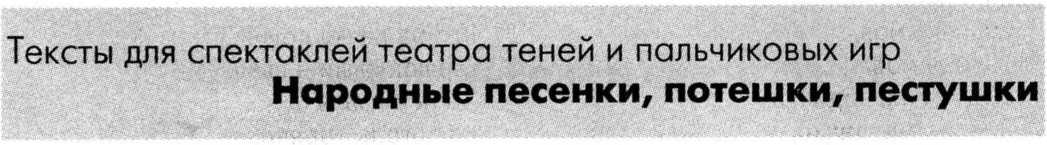 Тексты для спектаклей театра теней и пальчиковых игр
Народные песенки, потешки, пестушки